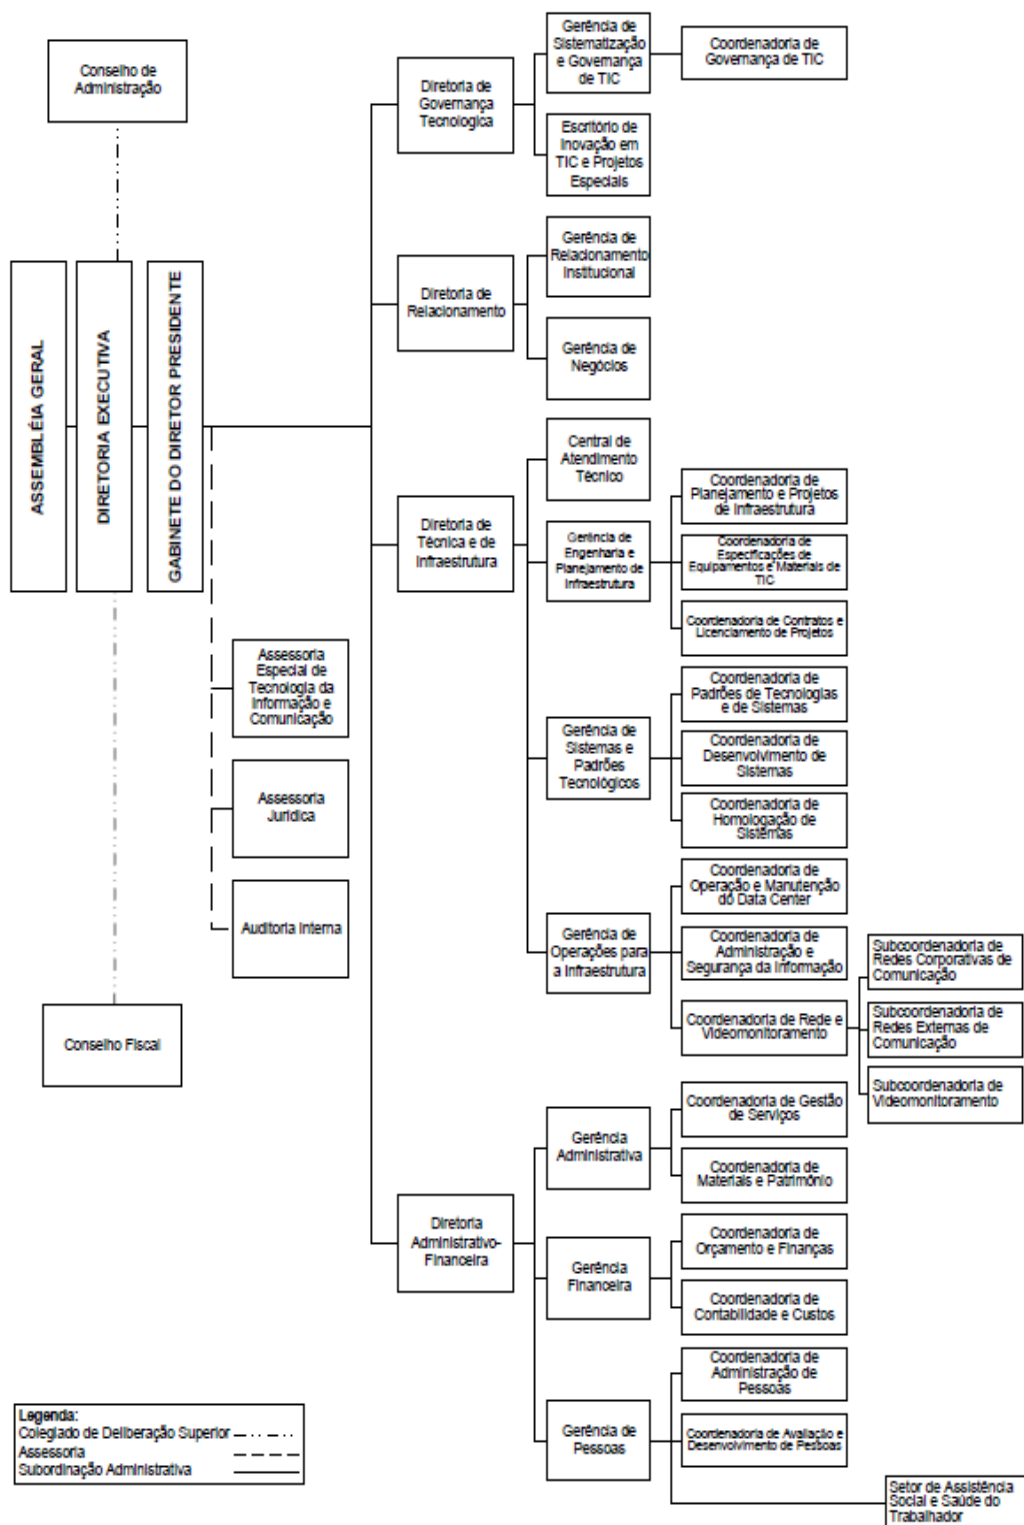 Conselho de
Administração
ASSEMBLÉIA GERAL
DIRETORIA EXECUTIVA
GABINETE DO DIRETOR PRESIDENTE
Conselho Fiscal
Assessoria
Especial de
Tecnologia da
Informação e
Comunicação
Assessoria
Jurídica
Auditoria Interna
Diretoria de
Governança
Tecnologica
Gerência de
Sistematização
e Governança
de TIC
Coordenadoria de
Governança de TIC
Escritório de
Inovação em
TIC e Projetos
Especiais
Diretoria de
Relacionamento
Gerência de
Relacionamento
Institucional
Gerência de
Negócios
Diretoria de
Técnica e de
Infraestrutura
Central de
Atendimento
Técnico
Gerência de
Engenharia e
Planejamento de
Infraestrutura
Coordenadoria de
Planejamento e Projetos
de Infraestrutura
Coordenadoria de
Especificações de
Equipamentos e Materiais de
TIC
Coordenadoria de Contratos e
Licenciamento de Projetos
Gerência de
Sistemas e
Padrões
Tecnológicos
Coordenadoria de
Padrões de Tecnologias
e de Sistemas
Coordenadoria de
Desenvolvimento de
Sistemas
Coordenadoria de
Homologação de
Sistemas
Gerência de
Operações para
a Infraestrutura
Coordenadoria de
Operação e Manutenção
do Data Center
Coordenadoria de
Administração e
Segurança da Informação
Coordenadoria de Rede e
Videomonitoramento
Subcoordenadoria de
Redes Corporativas de
Comunicação
Subcoordenadoria de
Redes Externas de
Comunicação
Subcoordenadoria de
Videomonitoramento
Diretoria
Administrativo-
Financeira
Gerência
Administrativa
Coordenadoria de Gestão
de Serviços
Coordenadoria de
Materiais e Patrimônio
Gerência
Financeira
Coordenadoria de
Orçamento e Finanças
Coordenadoria de
Contabilidade e Custos
Gerência
de Pessoas
Coordenadoria de
Administração de
Pessoas
Coordenadoria de Avaliação e
Desenvolvimento de Pessoas
Setor de Assistência
Social e Saúde do
Trabalhador
Legenda:
Colegiado de Deliberação Superior
Assessoria
Subordinação Administrativa